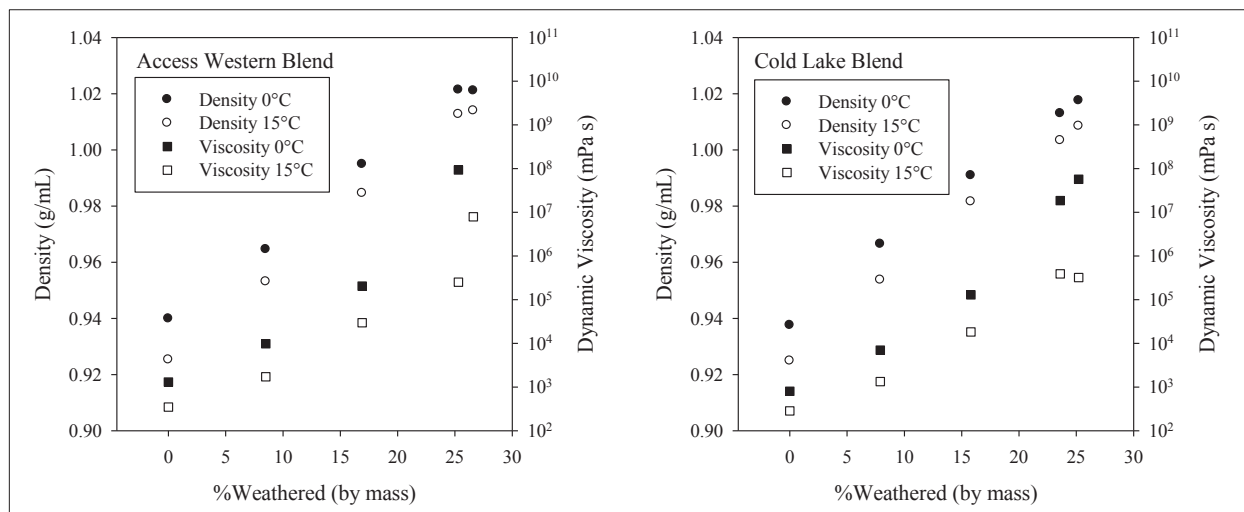 Access Western Blend
Density 0°C
Density 15°C
Viscosity 0°C
Viscosity 15°C
Density (g/mL)
1.04
1.02
1.00
0.98
0.96
0.94
0.92
0.90
Dynamic Viscosity (mPa s)
10¹¹
10¹⁰
10⁹
10⁸
10⁷
10⁶
10⁵
10⁴
10³
10²
0 5 10 15 20 25 30
%Weathered (by mass)
Cold Lake Blend
Density 0°C
Density 15°C
Viscosity 0°C
Viscosity 15°C
Density (g/mL)
1.04
1.02
1.00
0.98
0.96
0.94
0.92
0.90
Dynamic Viscosity (mPa s)
10¹¹
10¹⁰
10⁹
10⁸
10⁷
10⁶
10⁵
10⁴
10³
10²
0 5 10 15 20 25 30
%Weathered (by mass)